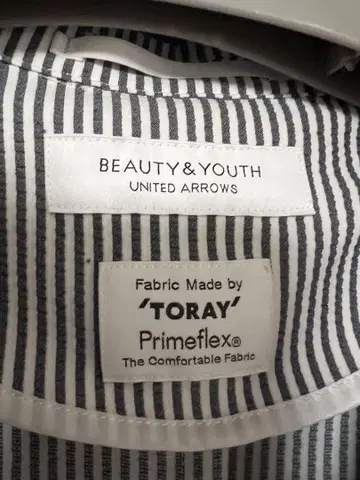 BEAUTY&YOUTH
UNITED ARROWS
Fabric Made by
'TORAY'
Primeflex®
The Comfortable Fabric